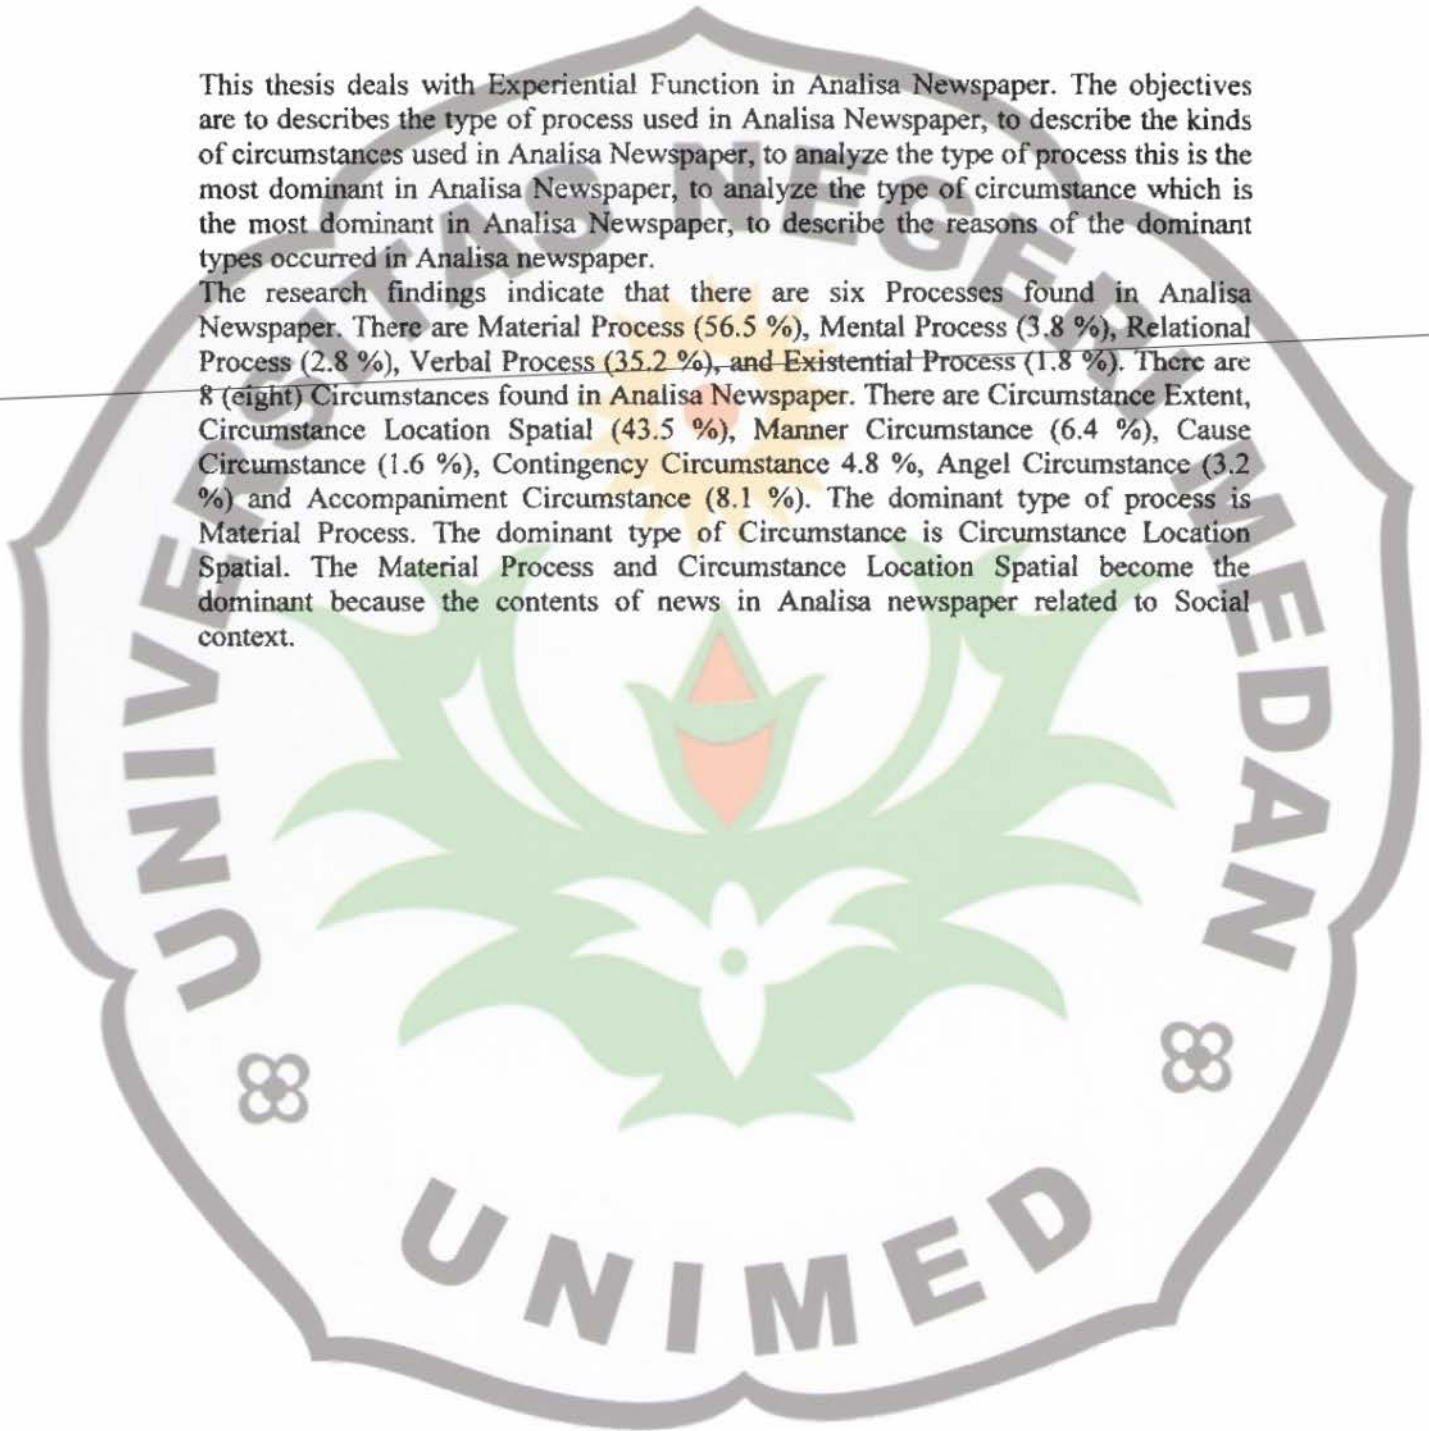 This thesis deals with Experiential Function in Analisa Newspaper. The objectives
are to describes the type of process used in Analisa Newspaper, to describe the kinds
of circumstances used in Analisa Newspaper, to analyze the type of process this is the
most dominant in Analisa Newspaper, to analyze the type of circumstance which is
the most dominant in Analisa Newspaper, to describe the reasons of the dominant
types occurred in Analisa newspaper.
The research findings indicate that there are six Processes found in Analisa
Newspaper. There are Material Process (56.5 %), Mental Process (3.8 %), Relational
Process (2.8 %), Verbal Process (35.2 %), and Existential Process (1.8 %). There are
8 (eight) Circumstances found in Analisa Newspaper. There are Circumstance Extent,
Circumstance Location Spatial (43.5 %), Manner Circumstance (6.4 %), Cause
Circumstance (1.6 %), Contingency Circumstance 4.8 %, Angel Circumstance (3.2
%) and Accompaniment Circumstance (8.1 %). The dominant type of process is
Material Process. The dominant type of Circumstance is Circumstance Location
Spatial. The Material Process and Circumstance Location Spatial become the
dominant because the contents of news in Analisa newspaper related to Social
context.
UNIVERSITAS NEGERI MEDAN
UNIMED